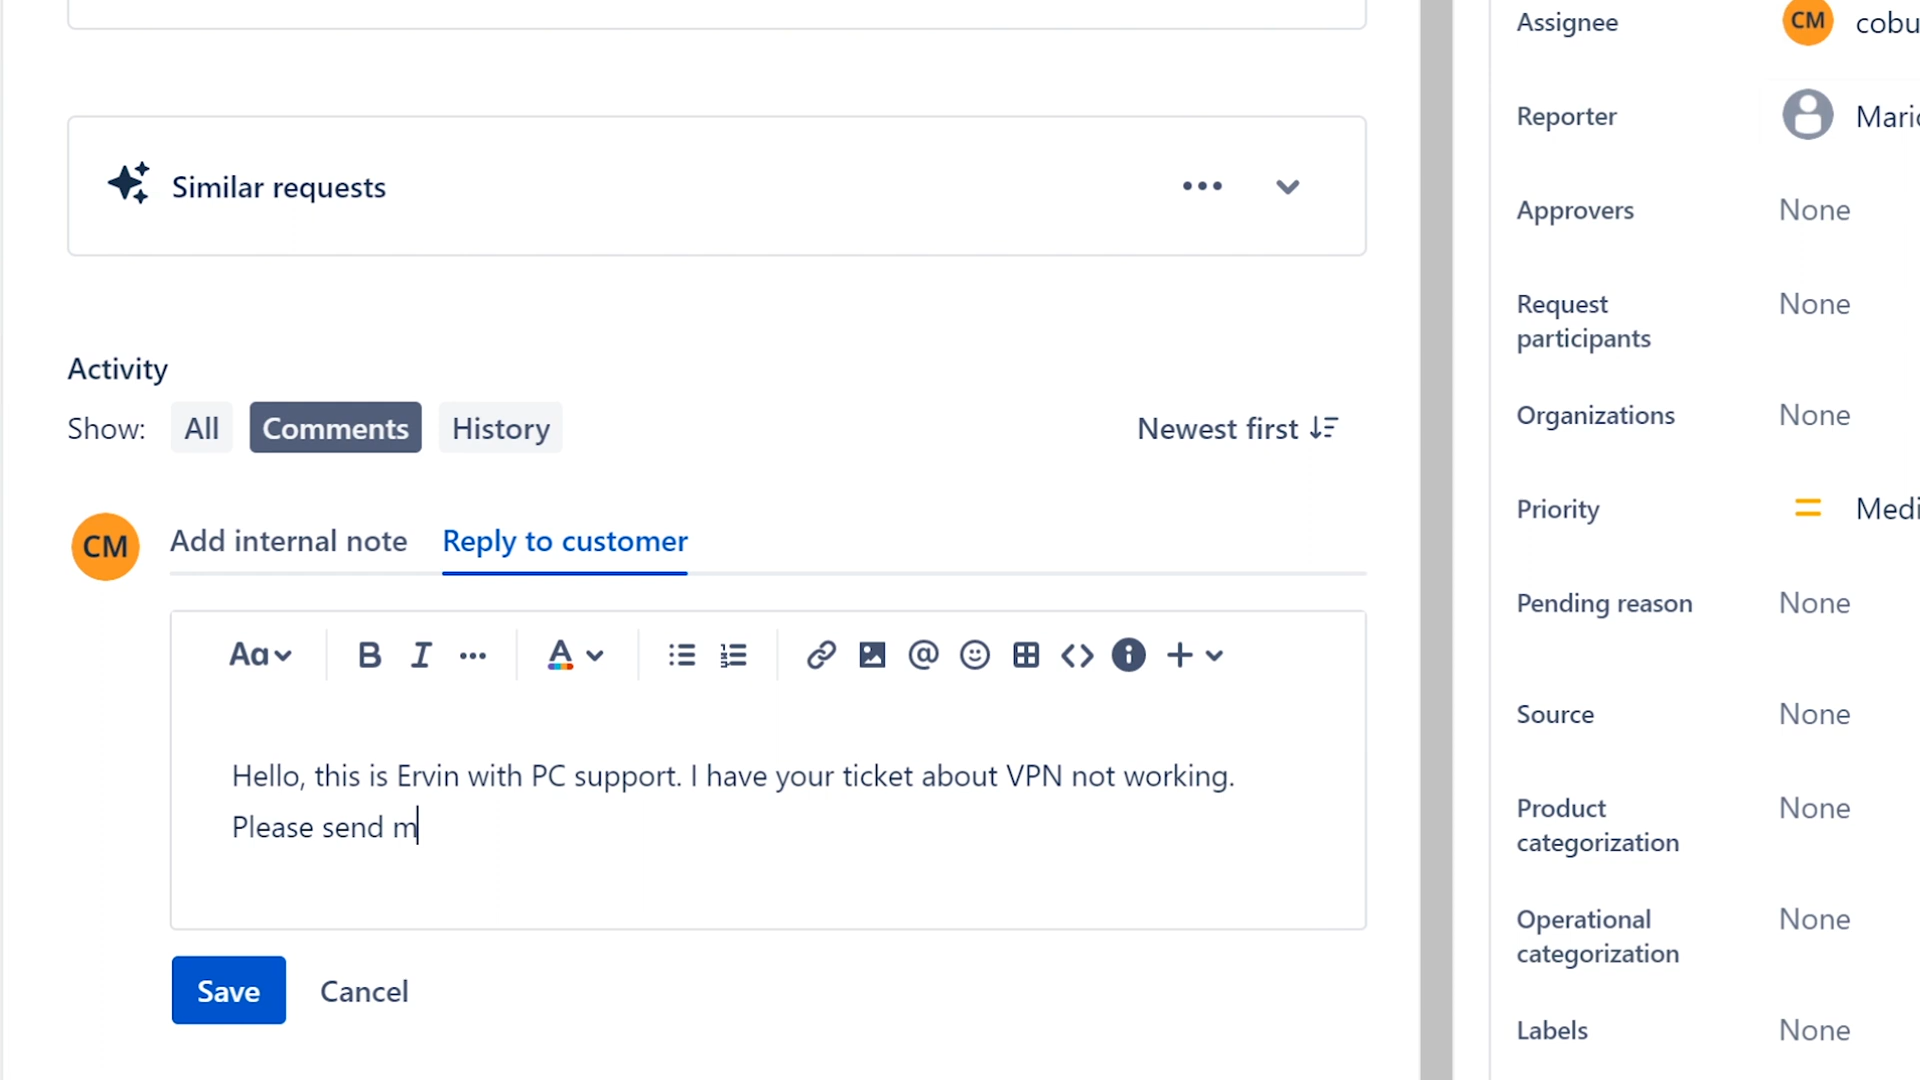 Assignee
CM
Reporter
Approvers
None
Similar requests
Request
participants
None
Activity
Show: All Comments History
Newest first
Organizations
None
Priority
CM
Add internal note Reply to customer
Pending reason
None
Aa B I A @
Source
None
Hello, this is Ervin with PC support. I have your ticket about VPN not working.
Please send m
Product
categorization
None
Operational
categorization
None
Save Cancel
Labels
None